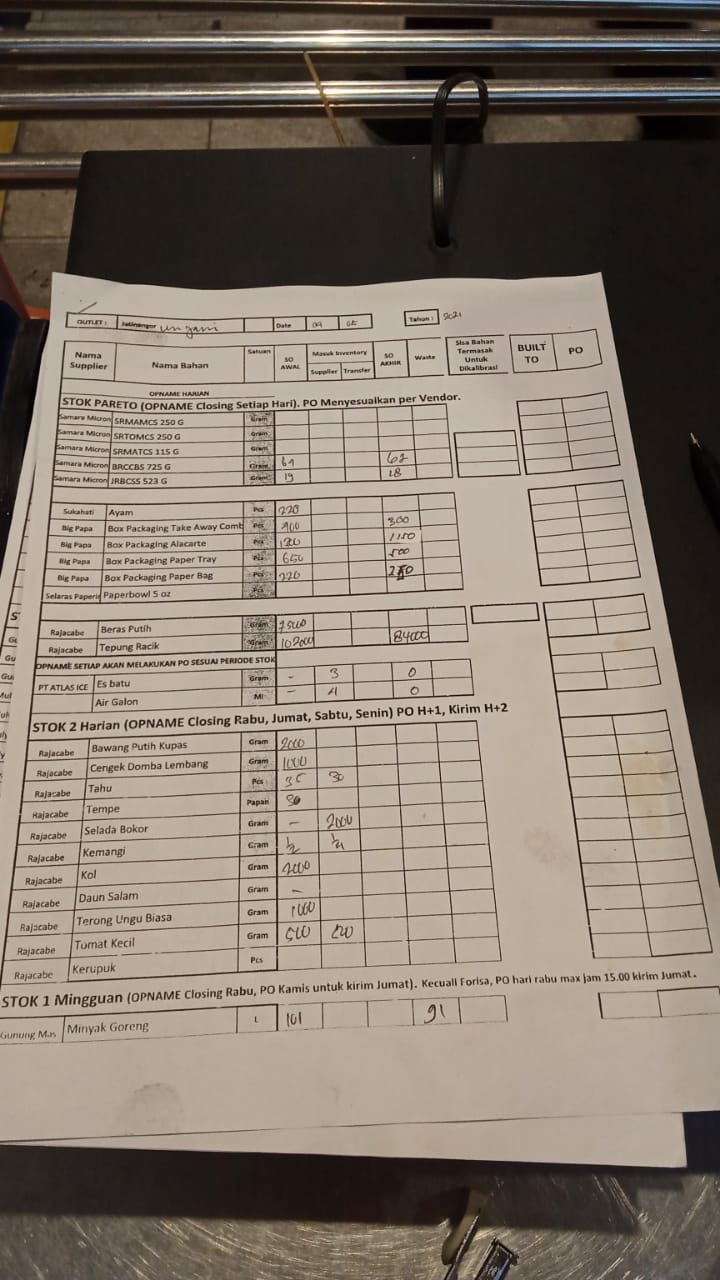 OUTLET : Jatinangor Date 09 05 Tahun : 2021
Nama Supplier Nama Bahan Satuan SO AWAL Masuk Inventory Supplier Transfer SO AKHIR Waste Sisa Bahan Termasak Untuk Dikalibrasi BUILT TO PO
OPNAME HARIAN
STOK PARETO (OPNAME Closing Setiap Hari). PO Menyesuaikan per Vendor.
Samara Micron SRMAMCS 250 G Gram
Samara Micron SRTOMCS 250 G Gram
Samara Micron SRMATCS 115 G Gram
Samara Micron BRCCBS 725 G Gram 61 62
Samara Micron JRBCSS 523 G Gram 19 18
Sukahati Ayam Pcs 220
Big Papa Box Packaging Take Away Comb Pcs 900 800
Big Papa Box Packaging Alacarte Pcs 1150
Big Papa Box Packaging Paper Tray Pcs 650 500
Big Papa Box Packaging Paper Bag Pcs 220
Selaras Paperin Paperbowl 5 oz Pcs
Rajacabe Beras Putih Gram 7500
Rajacabe Tepung Racik Gram 102000 84000
OPNAME SETIAP AKAN MELAKUKAN PO SESUAI PERIODE STOK
PT ATLAS ICE Es batu Gram - 3 0
Air Galon Ml - 4 0
STOK 2 Harian (OPNAME Closing Rabu, Jumat, Sabtu, Senin) PO H+1, Kirim H+2
Rajacabe Bawang Putih Kupas Gram 2000
Rajacabe Cengek Domba Lembang Gram 1000
Rajacabe Tahu Pcs 35 30
Rajacabe Tempe Papan 30
Rajacabe Selada Bokor Gram - 2000
Rajacabe Kemangi Gram 1/2 1/4
Rajacabe Kol Gram 2000
Rajacabe Daun Salam Gram -
Rajacabe Terong Ungu Biasa Gram 1000
Rajacabe Tomat Kecil Gram 500
Rajacabe Kerupuk Pcs
STOK 1 Mingguan (OPNAME Closing Rabu, PO Kamis untuk kirim Jumat). Kecuali Forisa, PO hari rabu max jam 15.00 kirim Jumat.
Gunung Mas Minyak Goreng L 101 91